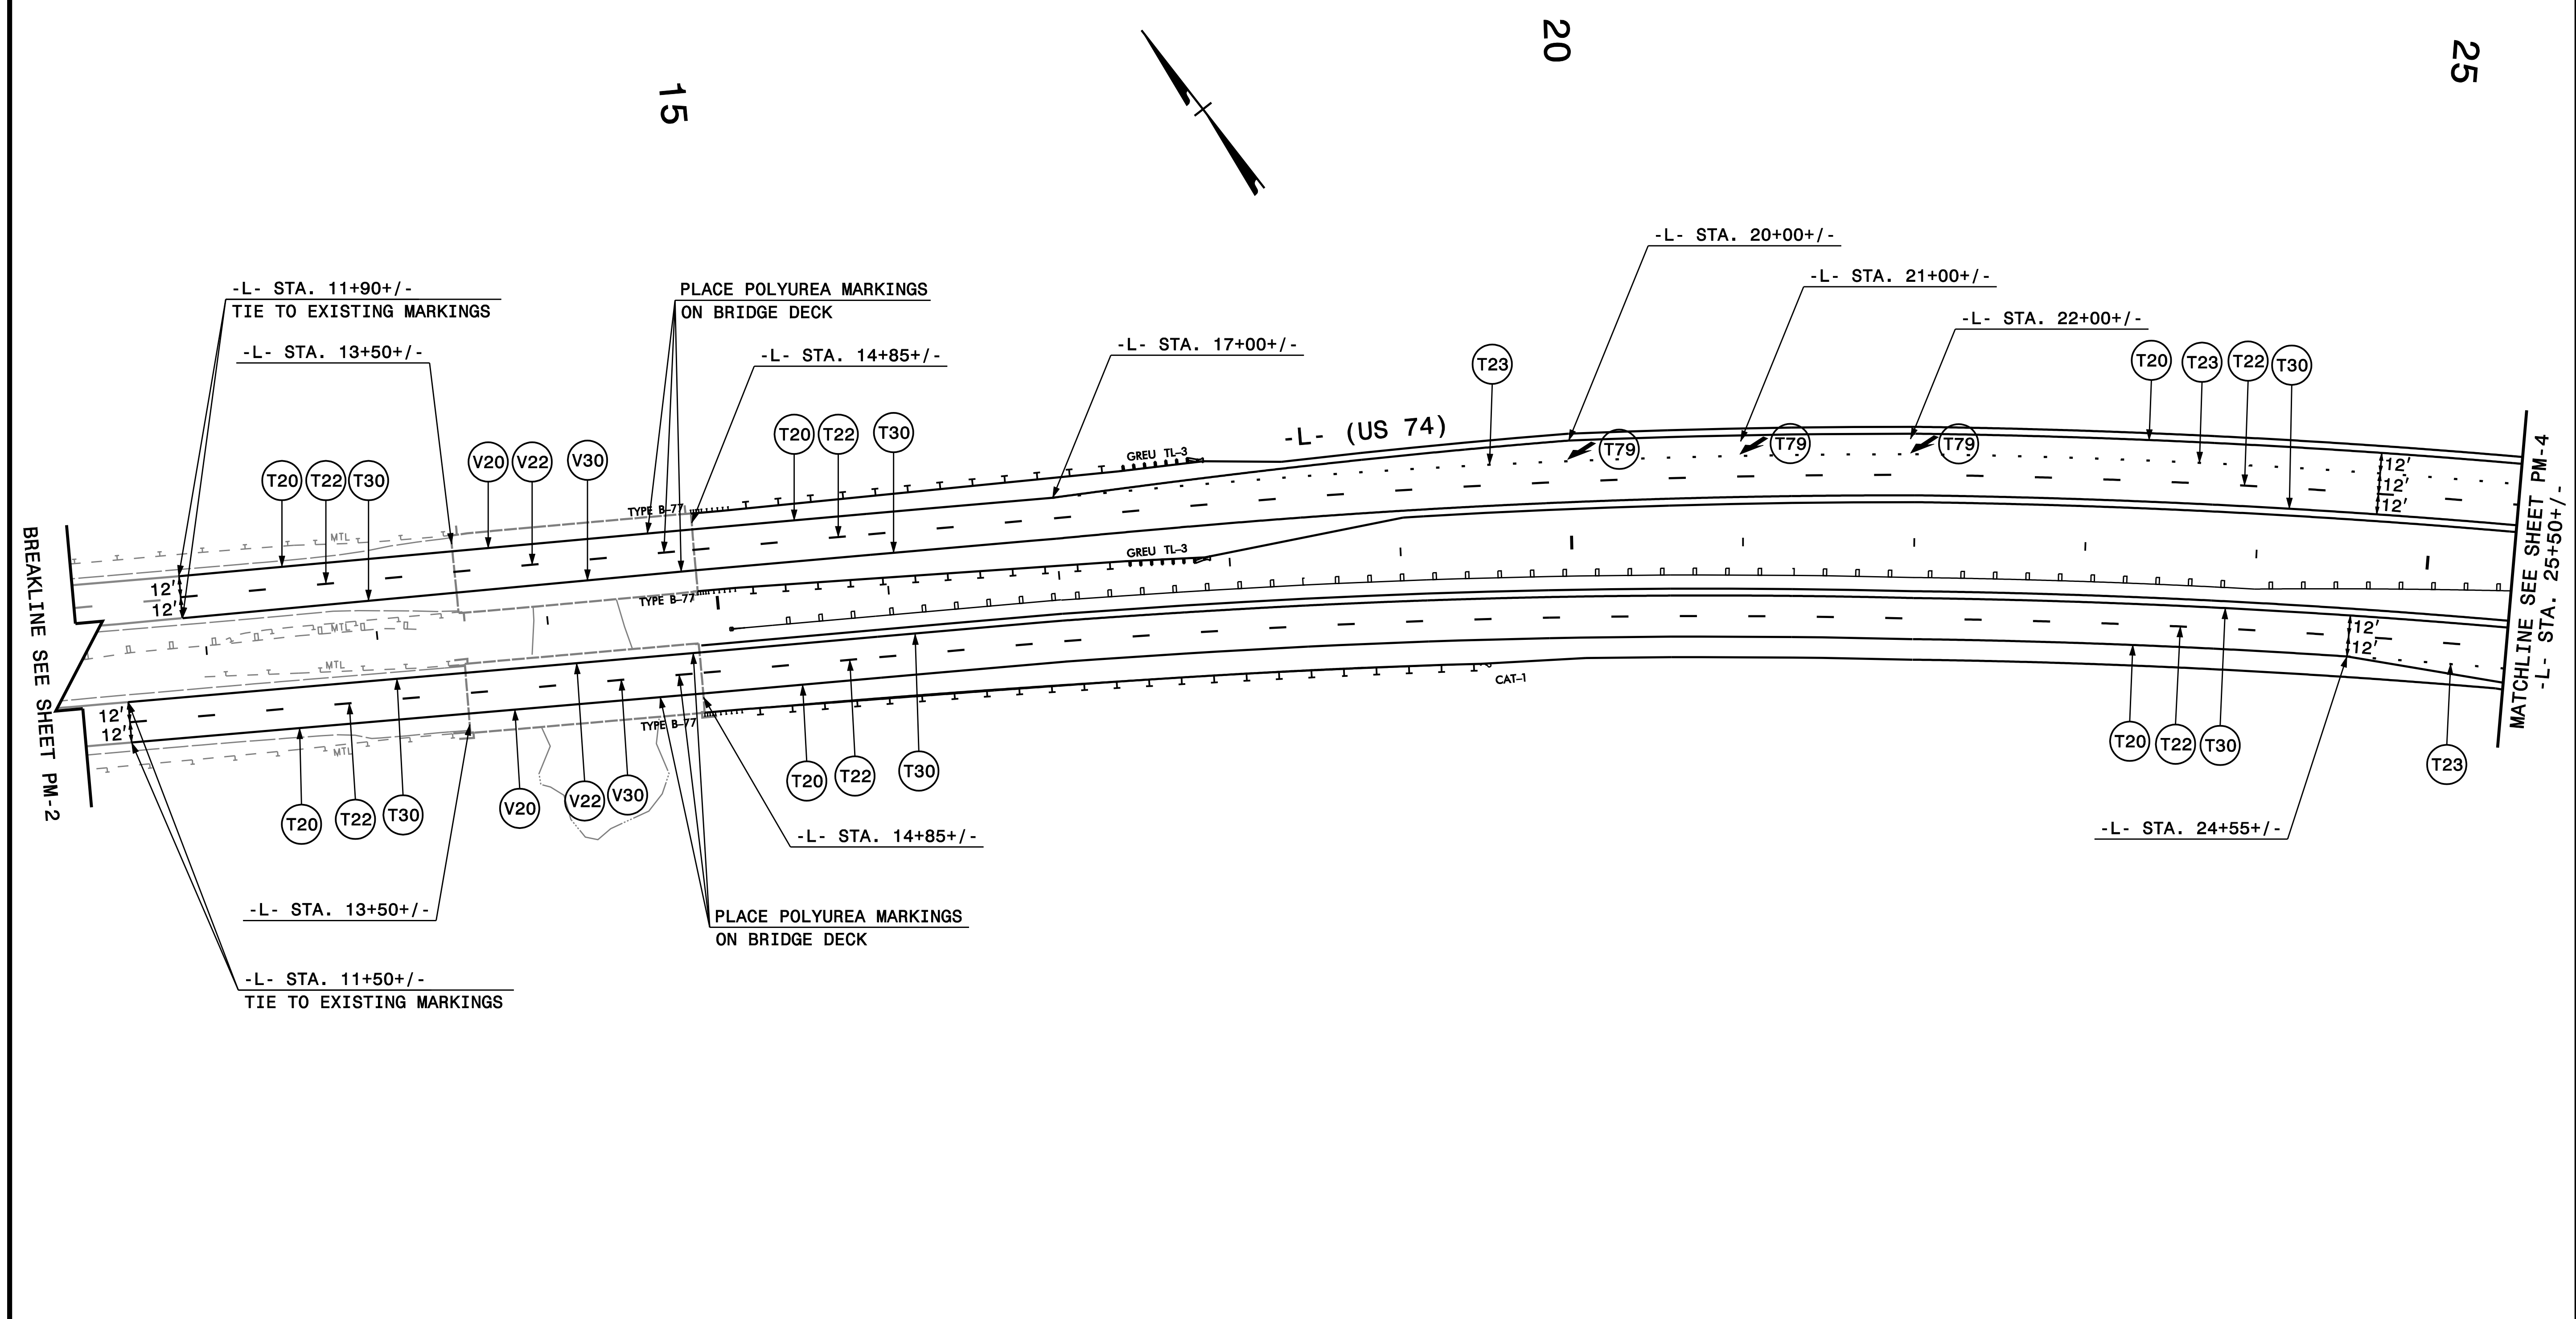 15
20
25
-L- STA. 20+00+/-
-L- STA. 21+00+/-
-L- STA. 22+00+/-
-L- STA. 11+90+/-
TIE TO EXISTING MARKINGS
-L- STA. 13+50+/-
PLACE POLYUREA MARKINGS
ON BRIDGE DECK
-L- STA. 14+85+/-
-L- STA. 17+00+/-
T23
T20
T23
T22
T30
-L- (US 74)
T20
T22
T30
V20
V22
V30
T20
T22
T30
GREU TL-3
T79
T79
T79
12'
12'
12'
TYPE B-77
MTL
GREU TL-3
12'
12'
TYPE B-77
MTL
MTL
12'
12'
CAT-1
12'
12'
TYPE B-77
MTL
T20
T22
T30
V20
V22
V30
T20
T22
T30
T20
T22
T30
T23
-L- STA. 14+85+/-
-L- STA. 24+55+/-
-L- STA. 13+50+/-
PLACE POLYUREA MARKINGS
ON BRIDGE DECK
-L- STA. 11+50+/-
TIE TO EXISTING MARKINGS
BREAKLINE SEE SHEET PM-2
MATCHLINE SEE SHEET PM-4
-L- STA. 25+50+/-